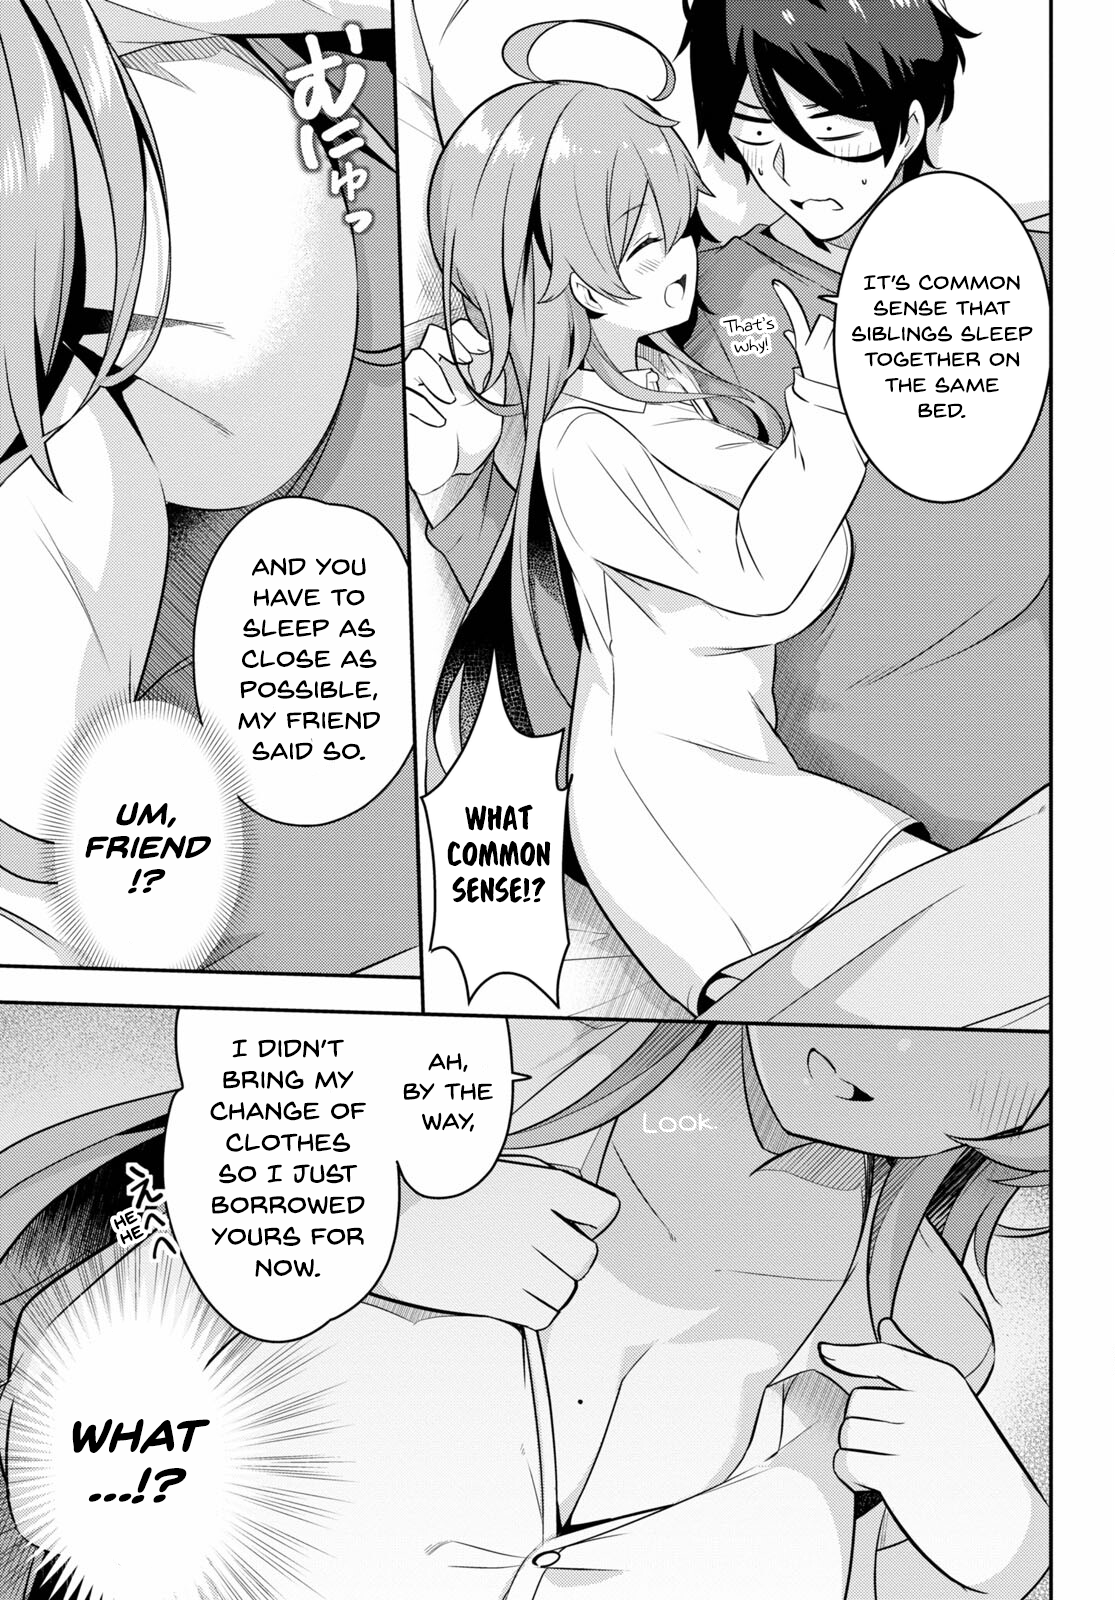 IT'S COMMON
SENSE THAT
SIBLINGS SLEEP
TOGETHER ON
THE SAME
BED.
That's
why!
WHAT
COMMON
SENSE!?
むにゅっ
AND YOU
HAVE TO
SLEEP AS
CLOSE AS
POSSIBLE,
MY FRIEND
SAID SO.
UM,
FRIEND
!?
AH,
BY THE
WAY,
Look.
I DIDN'T
BRING MY
CHANGE OF
CLOTHES
SO I JUST
BORROWED
YOURS FOR
NOW.
えへへ
HE
HE
WHAT
...!?